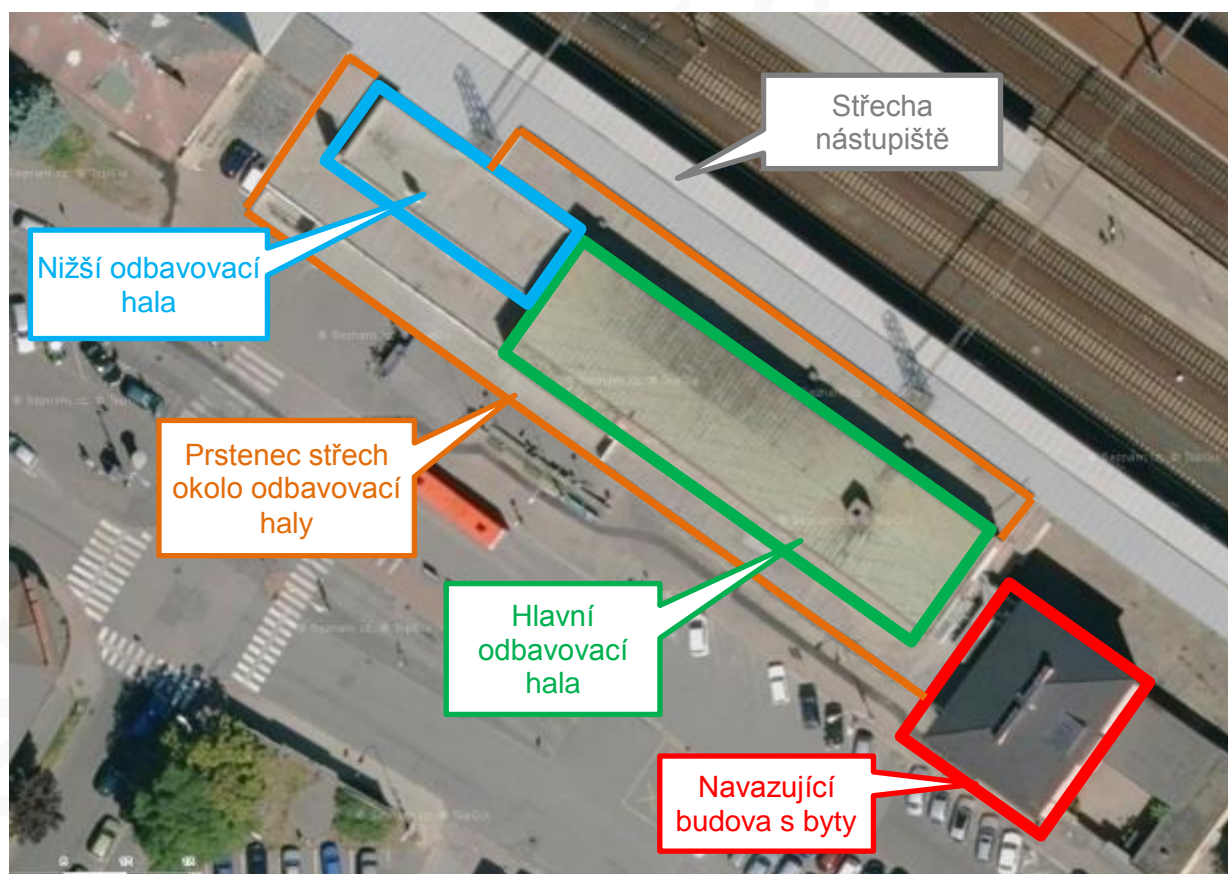 Střecha
nástupiště
Nižší odbavovací
hala
Prstenec střech
okolo odbavovací
haly
Hlavní
odbavovací
hala
Navazující
budova s byty